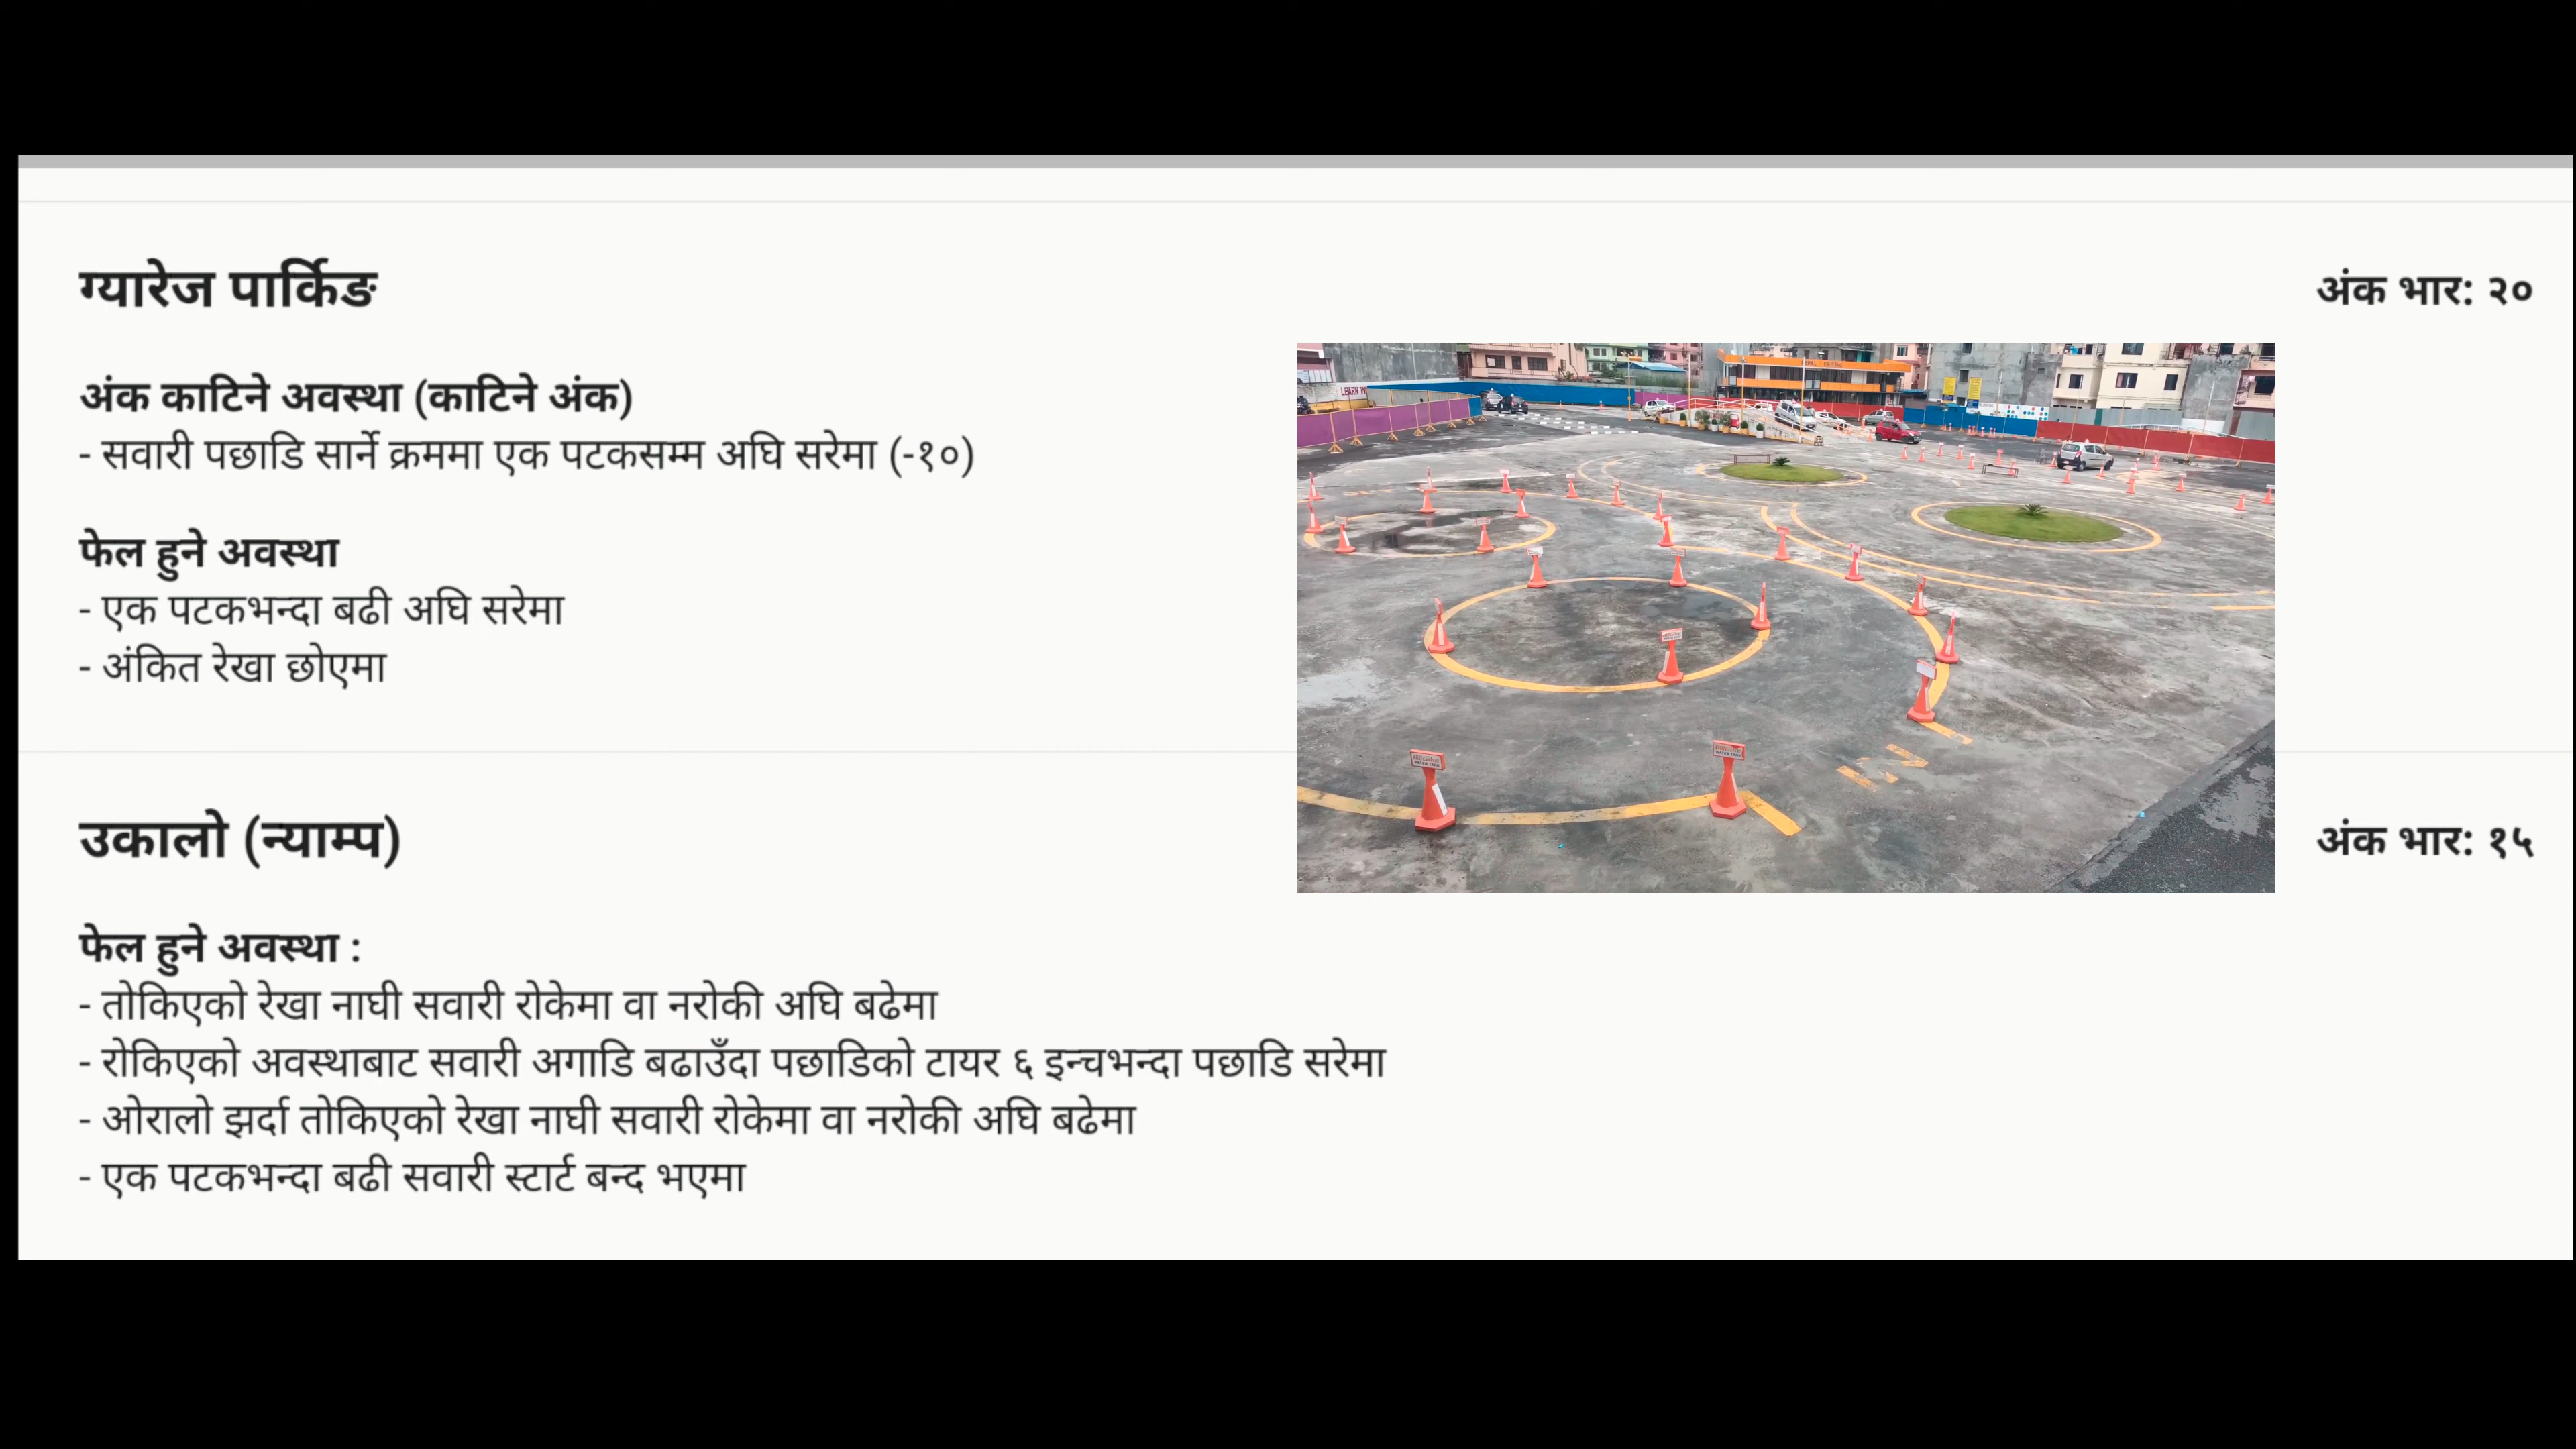 ग्यारेज पार्किङ
अंक भार: २०
अंक काटिने अवस्था (काटिने अंक)
- सवारी पछाडि सार्ने क्रममा एक पटकसम्म अघि सरेमा (-१०)
फेल हुने अवस्था
- एक पटकभन्दा बढी अघि सरेमा
- अंकित रेखा छोएमा
उकालो (न्याम्प)
अंक भार: १५
फेल हुने अवस्था :
- तोकिएको रेखा नाघी सवारी रोकेमा वा नरोकी अघि बढेमा
- रोकिएको अवस्थाबाट सवारी अगाडि बढाउँदा पछाडिको टायर ६ इन्चभन्दा पछाडि सरेमा
- ओरालो झर्दा तोकिएको रेखा नाघी सवारी रोकेमा वा नरोकी अघि बढेमा
- एक पटकभन्दा बढी सवारी स्टार्ट बन्द भएमा
LEARN
IN